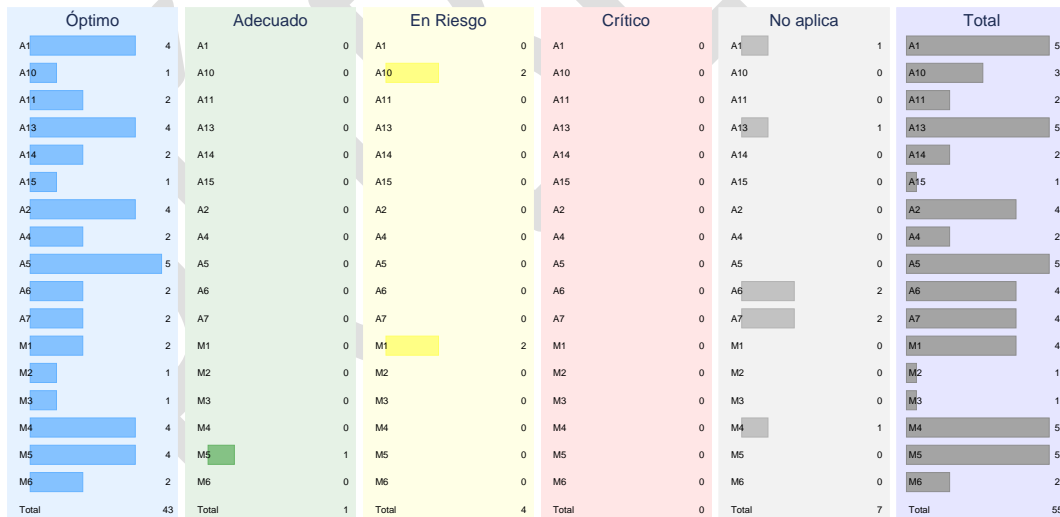 Óptimo Adecuado En Riesgo Crítico No aplica Total
A1 4 A1 0 A1 0 A1 0 A1 1 A1 5
A10 1 A10 0 A10 2 A10 0 A10 0 A10 3
A11 2 A11 0 A11 0 A11 0 A11 0 A11 2
A13 4 A13 0 A13 0 A13 0 A13 1 A13 5
A14 2 A14 0 A14 0 A14 0 A14 0 A14 2
A15 1 A15 0 A15 0 A15 0 A15 0 A15 1
A2 4 A2 0 A2 0 A2 0 A2 0 A2 4
A4 2 A4 0 A4 0 A4 0 A4 0 A4 2
A5 5 A5 0 A5 0 A5 0 A5 0 A5 5
A6 2 A6 0 A6 0 A6 0 A6 2 A6 4
A7 2 A7 0 A7 0 A7 0 A7 2 A7 4
M1 2 M1 0 M1 2 M1 0 M1 0 M1 4
M2 1 M2 0 M2 0 M2 0 M2 0 M2 1
M3 1 M3 0 M3 0 M3 0 M3 0 M3 1
M4 4 M4 0 M4 0 M4 0 M4 1 M4 5
M5 4 M5 1 M5 0 M5 0 M5 0 M5 5
M6 2 M6 0 M6 0 M6 0 M6 0 M6 2
Total 43 Total 1 Total 4 Total 0 Total 7 Total 55